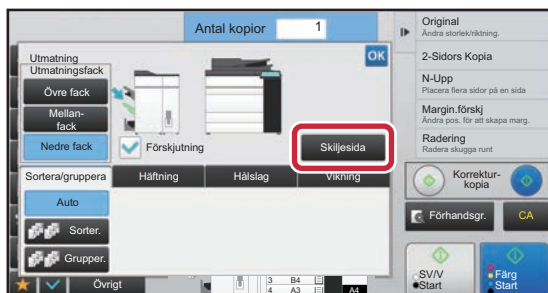 Antal kopior 1
OK
Utmatning
Utmatningsfack
Övre fack
Mellan-
fack
Nedre fack
Förskjutning
Skiljesida
Sortera/gruppera
Häftning
Hålslag
Vikning
Auto
Sorter.
Grupper.
Övrigt
3 B4
4 A3
A4
Original
Ändra storlek/riktning.
2-Sidors Kopia
N-Upp
Placera flera sidor på en sida
Margin.förskj
Ändra pos. för att skapa marg.
Radering
Radera skugga runt
Korrektur-
kopia
Förhandsgr.
CA
SV/V
Start
Färg
Start